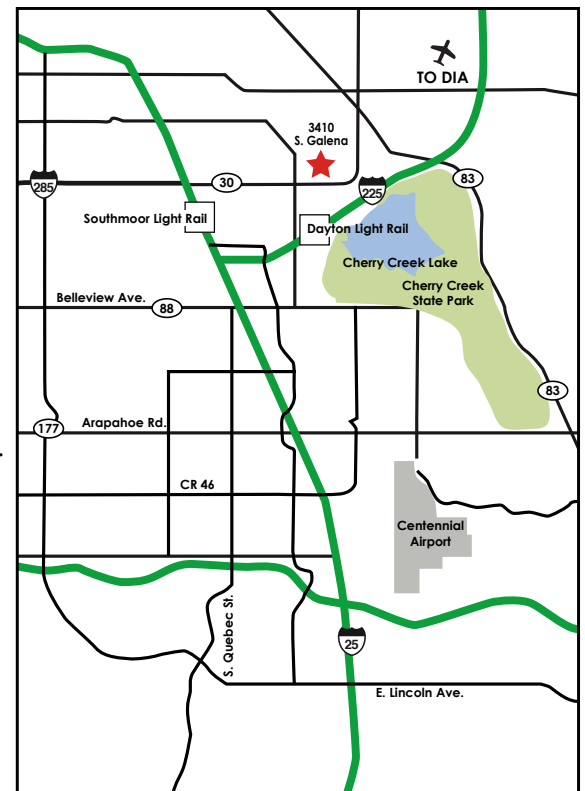 TO DIA
3410
S. Galena
285
30
225
83
Southmoor Light Rail
Dayton Light Rail
Cherry Creek Lake
Cherry Creek
State Park
Belleview Ave.
88
83
177
Arapahoe Rd.
CR 46
Centennial
Airport
S. Quebec St.
25
E. Lincoln Ave.